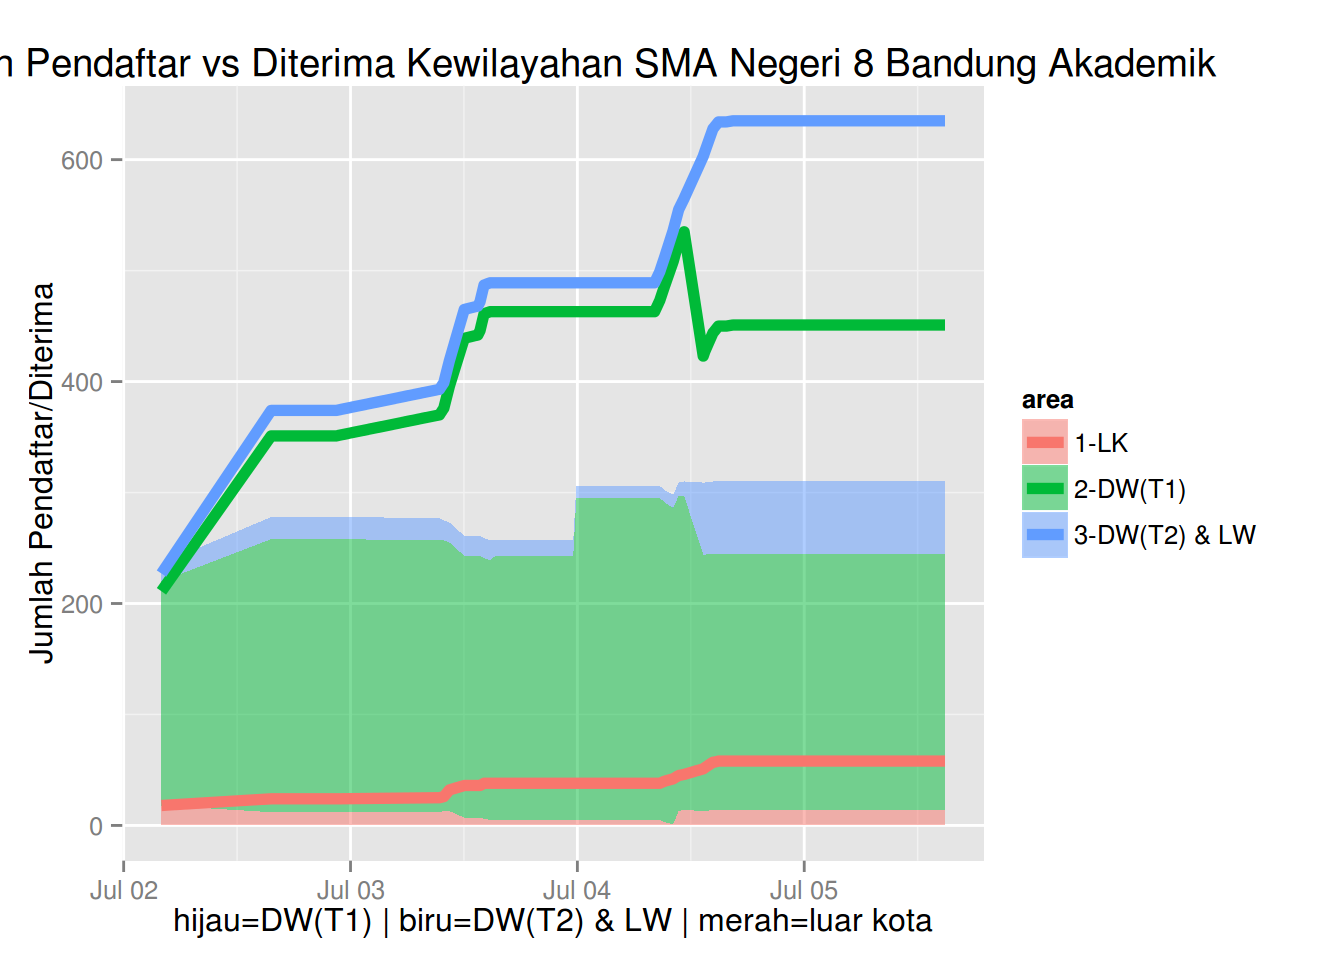 Pendaftar vs Diterima Kewilayahan SMA Negeri 8 Bandung Akademik
Jumlah Pendaftar/Diterima
600
400
200
0
Jul 02
Jul 03
Jul 04
Jul 05
hijau=DW(T1) | biru=DW(T2) & LW | merah=luar kota
area
1-LK
2-DW(T1)
3-DW(T2) & LW